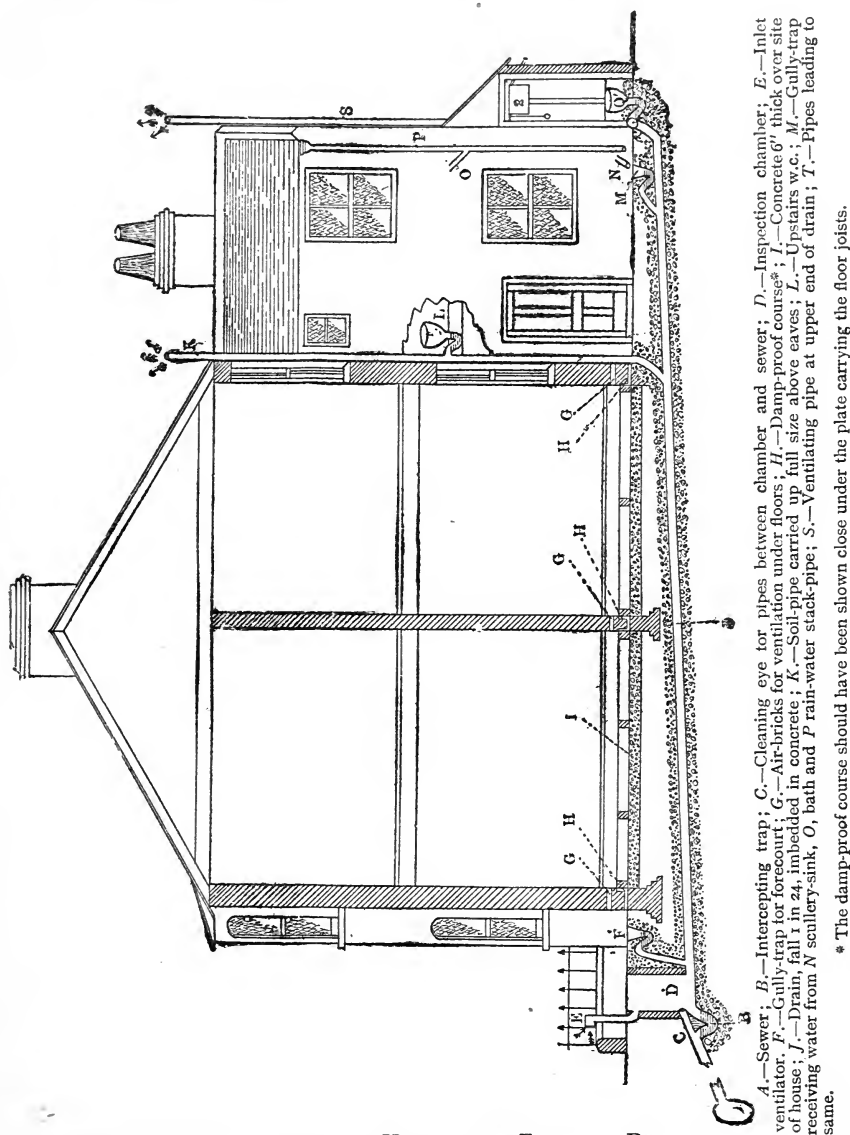 S
P
O
N
M
2
K
L
G
H
G
H
I
G
H
F
E
D
C
B
A.—Sewer; B.—Intercepting trap; C.—Cleaning eye for pipes between chamber and sewer; D.—Inspection chamber; E.—Inlet
ventilator. F.—Gully-trap for forecourt; G.—Air-bricks for ventilation under floors; H.—Damp-proof course*; I.—Concrete 6" thick over site
of house; J.—Drain, fall 1 in 24, imbedded in concrete; K.—Soil-pipe carried up full size above eaves; L.—Upstairs w.c.; M.—Gully-trap
receiving water from N scullery-sink, O, bath and P rain-water stack-pipe; S.—Ventilating pipe at upper end of drain; T.—Pipes leading to
same.
* The damp-proof course should have been shown close under the plate carrying the floor joists.